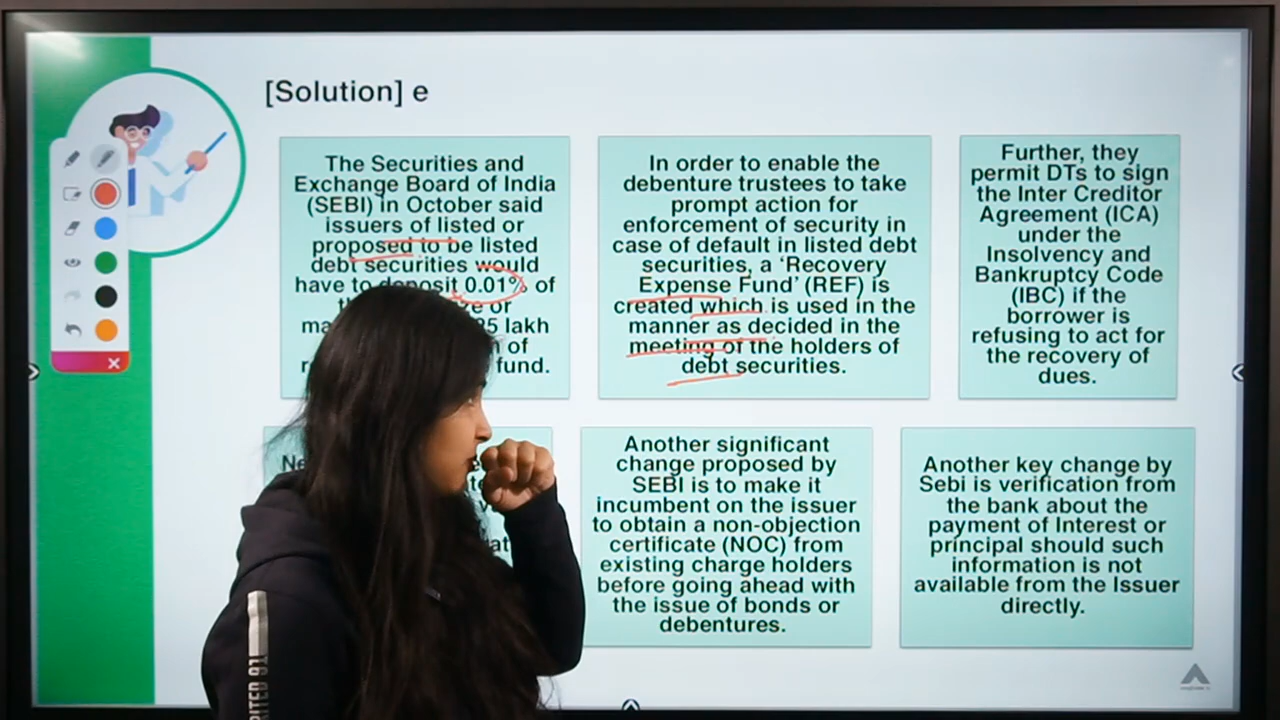 [Solution] e
The Securities and
Exchange Board of India
(SEBI) in October said
issuers of listed or
proposed to be listed
debt securities would
have to deposit 0.01% of
or
lakh
of
fund.
In order to enable the
debenture trustees to take
prompt action for
enforcement of security in
case of default in listed debt
securities, a ‘Recovery
Expense Fund’ (REF) is
created which is used in the
manner as decided in the
meeting of the holders of
debt securities.
Further, they
permit DTs to sign
the Inter Creditor
Agreement (ICA)
under the
Insolvency and
Bankruptcy Code
(IBC) if the
borrower is
refusing to act for
the recovery of
dues.
Another significant
change proposed by
SEBI is to make it
incumbent on the issuer
to obtain a non-objection
certificate (NOC) from
existing charge holders
before going ahead with
the issue of bonds or
debentures.
Another key change by
Sebi is verification from
the bank about the
payment of Interest or
principal should such
information is not
available from the Issuer
directly.